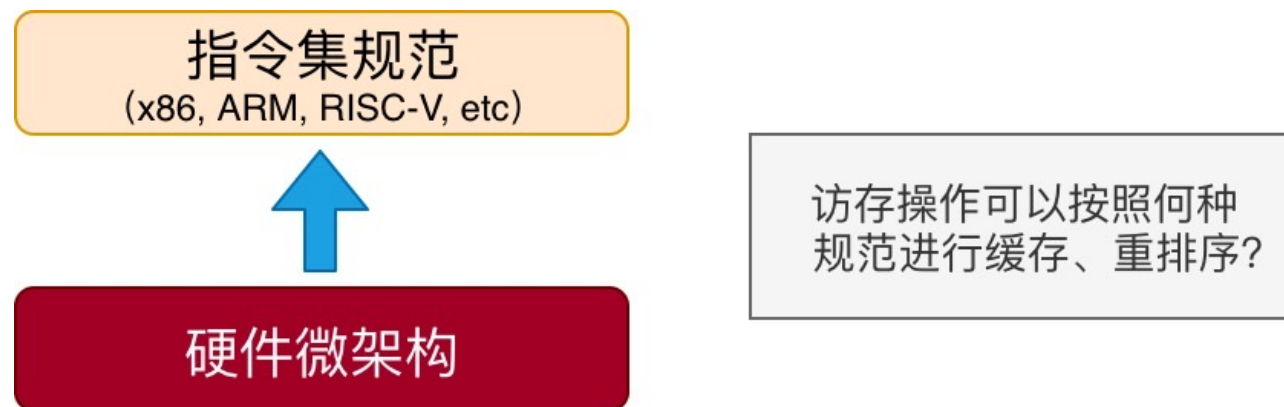 指令集规范
(x86, ARM, RISC-V, etc)
访存操作可以按照何种
规范进行缓存、重排序?
硬件微架构